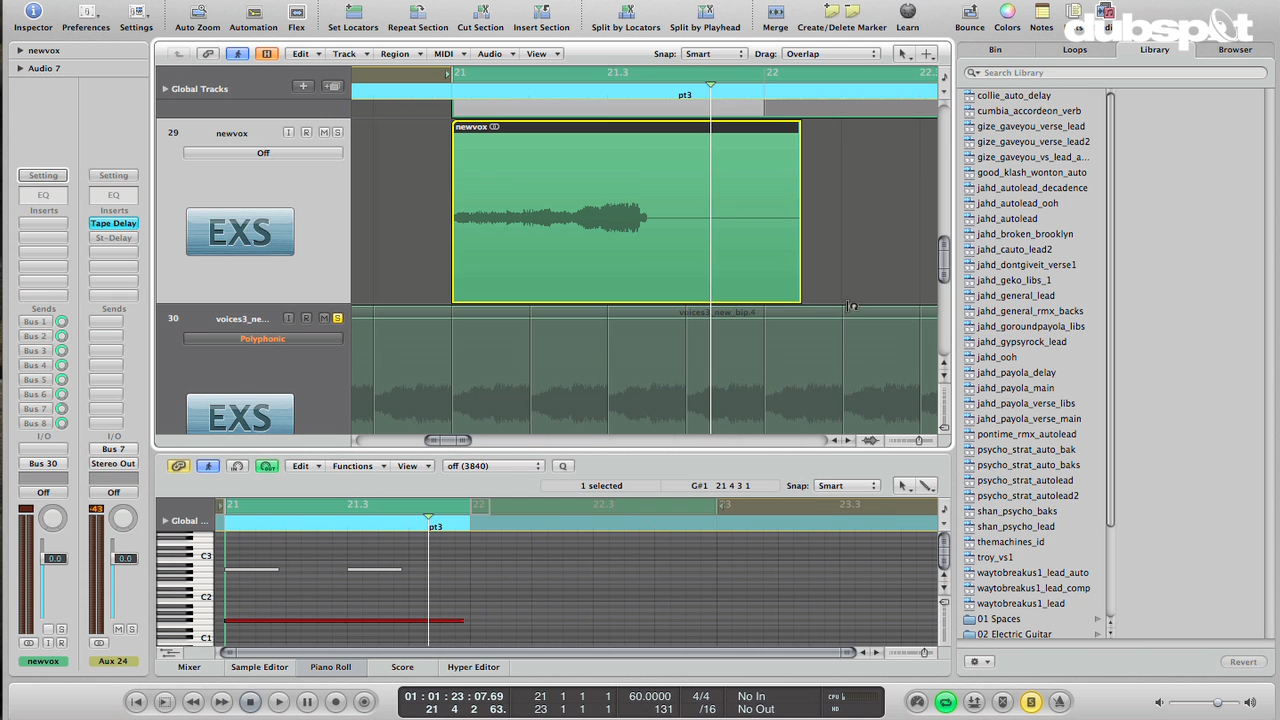 Inspector Preferences Settings Auto Zoom Automation Flex Set Locators Repeat Section Cut Section Insert Section Split by Locators Split by Playhead Merge Create/Delete Marker Learn Bounce Colors Notes
dubspot
newvox
Audio 7
Edit Track Region MIDI Audio View Snap: Smart Drag: Overlap
Bin Loops Library Browser
Search Library
21 21.3 22 22.
Global Tracks
pt3
29 newvox I R M S
Off
EXS
newvox
30 voices3_ne... I R M S
Polyphonic
EXS
voices3_new_bip.4
Setting Setting
EQ EQ
Inserts Inserts
Tape Delay
St-Delay
Sends Sends
Bus 1
Bus 2
Bus 3
Bus 4
Bus 5
Bus 6
Bus 7
Bus 8
I/O I/O
Bus 7
Bus 30 Stereo Out
Off Off
-43
0.0 0.0
S M S
I R
newvox Aux 24
Edit Functions View off (3840) Q
1 selected G#1 21 4 3 1 Snap: Smart
21 21.3 22 22.3 23 23.3
Global ...
pt3
C3
C2
C1
Mixer Sample Editor Piano Roll Score Hyper Editor
collie_auto_delay
cumbia_accordeon_verb
gize_gaveyou_verse_lead
gize_gaveyou_verse_lead2
gize_gaveyou_vs_lead_a...
good_klash_wonton_auto
jahd_autolead_decadence
jahd_autolead_ooh
jahd_autolead
jahd_broken_brooklyn
jahd_cauto_lead2
jahd_dontgiveit_verse1
jahd_geko_libs_1
jahd_general_lead
jahd_general_rmx_backs
jahd_goroundpayola_libs
jahd_gypsyrock_lead
jahd_ooh
jahd_payola_delay
jahd_payola_main
jahd_payola_verse_libs
jahd_payola_verse_main
pontime_rmx_autolead
psycho_strat_auto_bak
psycho_strat_auto_baks
psycho_strat_autolead
psycho_strat_autolead2
shan_psycho_baks
shan_psycho_lead
themachines_id
troy_vs1
waytobreakus1_lead_auto
waytobreakus1_lead_comp
waytobreakus1_lead
01 Spaces
02 Electric Guitar
Revert
01 : 01 : 23 : 07.69 21 1 1 1 60.0000 4/4 No In CPU
21 4 2 63. 23 1 1 1 131 /16 No Out HD
S